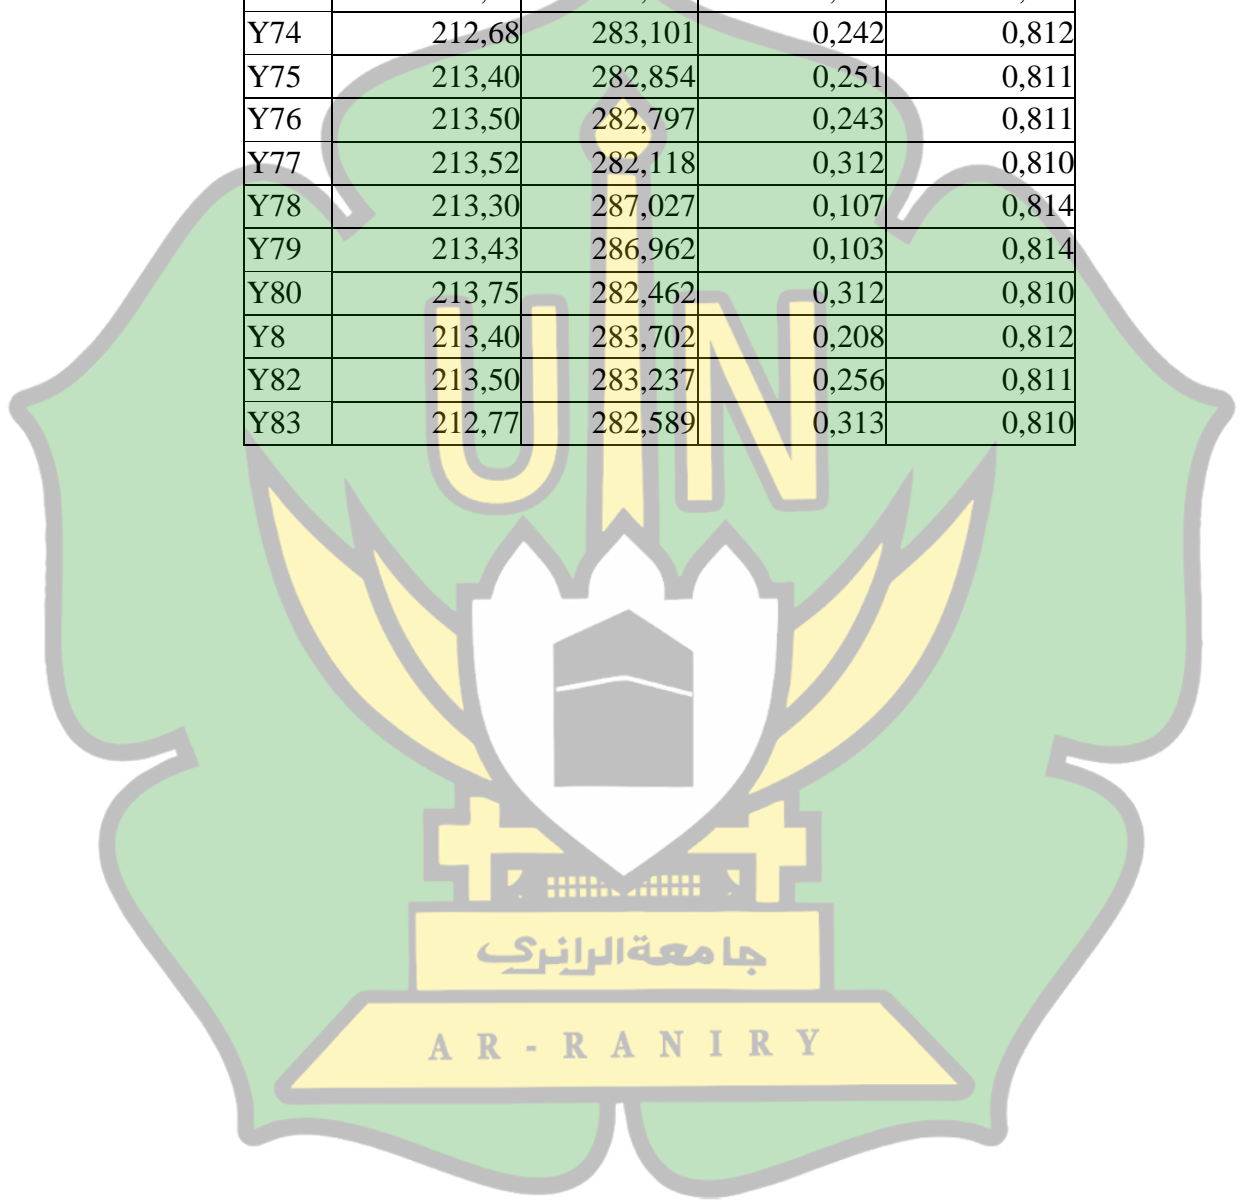 Y74 212,68 283,101 0,242 0,812
Y75 213,40 282,854 0,251 0,811
Y76 213,50 282,797 0,243 0,811
Y77 213,52 282,118 0,312 0,810
Y78 213,30 287,027 0,107 0,814
Y79 213,43 286,962 0,103 0,814
Y80 213,75 282,462 0,312 0,810
Y8 213,40 283,702 0,208 0,812
Y82 213,50 283,237 0,256 0,811
Y83 212,77 282,589 0,313 0,810
UIN
جامعة الرانري
AR-RANIRY